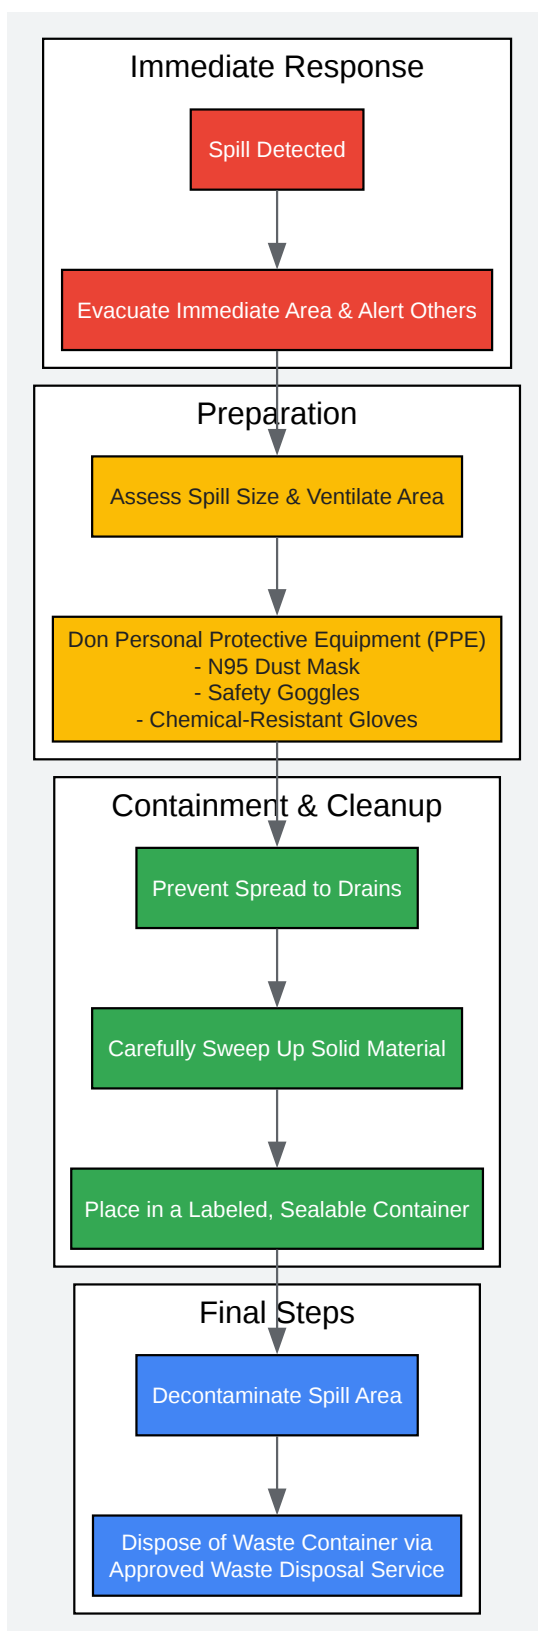 Immediate Response
Spill Detected
Evacuate Immediate Area & Alert Others
Preparation
Assess Spill Size & Ventilate Area
Don Personal Protective Equipment (PPE)
- N95 Dust Mask
- Safety Goggles
- Chemical-Resistant Gloves
Containment & Cleanup
Prevent Spread to Drains
Carefully Sweep Up Solid Material
Place in a Labeled, Sealable Container
Final Steps
Decontaminate Spill Area
Dispose of Waste Container via
Approved Waste Disposal Service